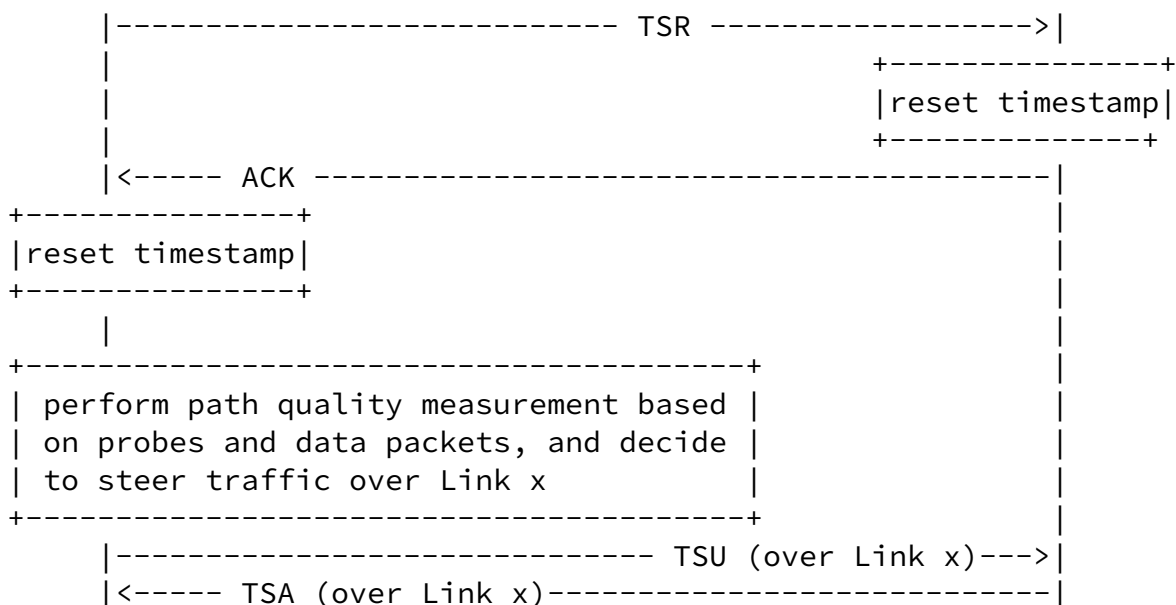 |---------------------------- TSR ------------------>|
| +---------------+
| |reset timestamp|
| +--------------+
|<----- ACK -----------------------------------------|
+---------------+ |
|reset timestamp| |
+---------------+ |
| |
+----------------------------------------+ |
| perform path quality measurement based | |
| on probes and data packets, and decide | |
| to steer traffic over Link x | |
+----------------------------------------+ |
|------------------------------ TSU (over Link x)--->|
|<----- TSA (over Link x)-----------------------------|